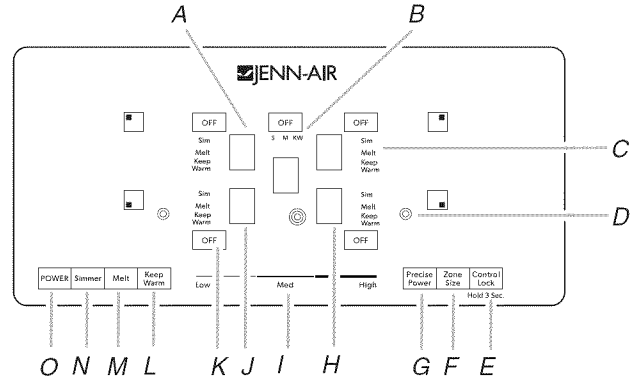 A B
JENN-AIR
OFF OFF OFF
S M KW
Sim Sim C
Melt Melt
Keep Keep
Warm Warm
Sim Sim
Melt Melt
Keep Keep D
Warm Warm
OFF OFF
POWER Simmer Melt Keep Warm Low Med High Precise Power Zone Size Control Lock
Hold 3 Sec.
O N M L K J I H G F E